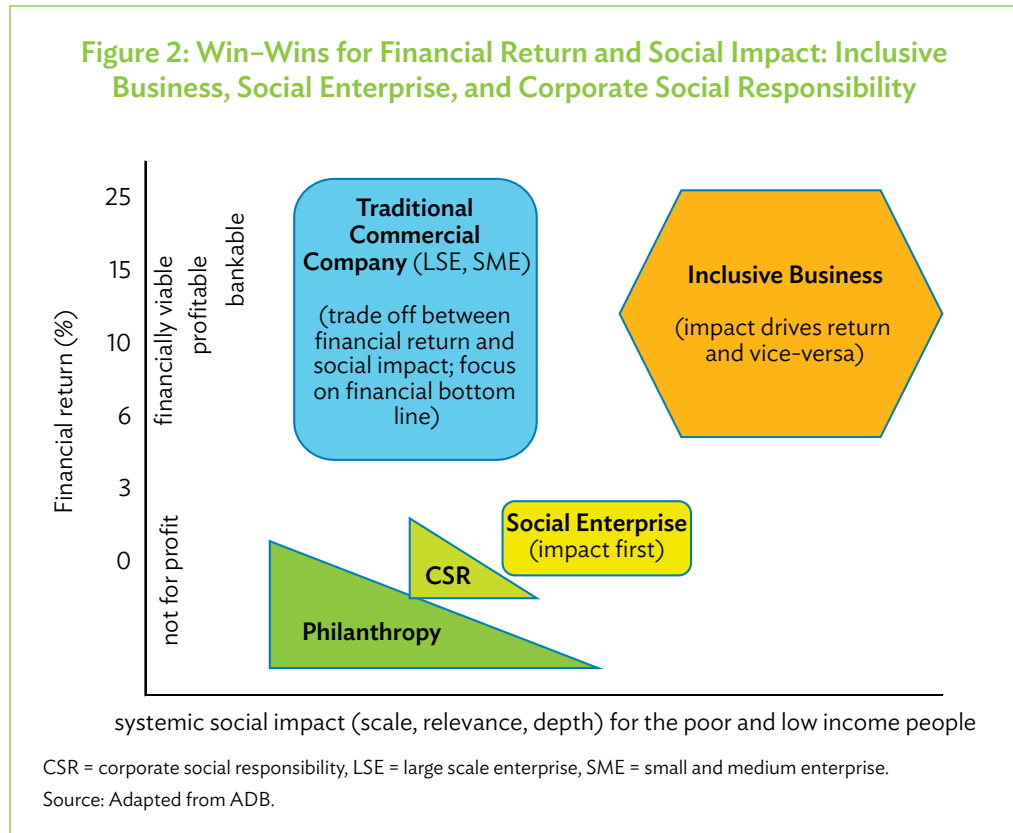 Figure 2: Win–Wins for Financial Return and Social Impact: Inclusive
Business, Social Enterprise, and Corporate Social Responsibility
Financial return (%)
25
15
10
6
3
0
financially viable
profitable
bankable
not for profit
Traditional
Commercial
Company (LSE, SME)
(trade off between
financial return and
social impact; focus
on financial bottom
line)
Inclusive Business
(impact drives return
and vice-versa)
Social Enterprise
(impact first)
CSR
Philanthropy
systemic social impact (scale, relevance, depth) for the poor and low income people
CSR = corporate social responsibility, LSE = large scale enterprise, SME = small and medium enterprise.
Source: Adapted from ADB.